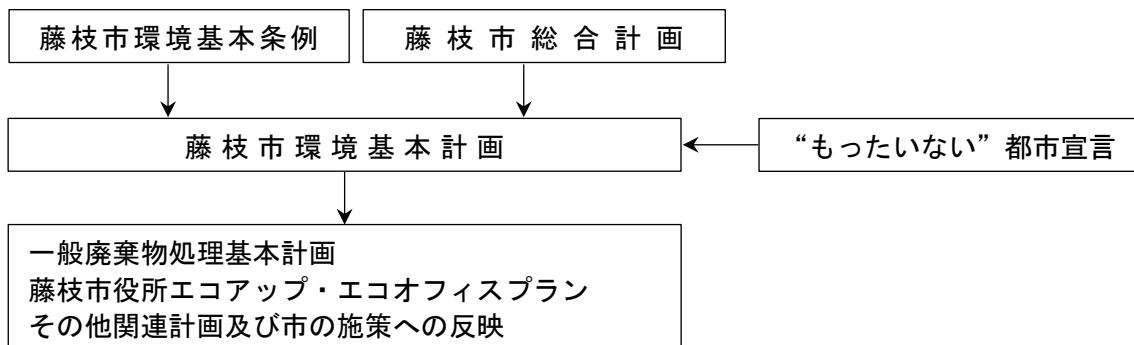 藤枝市環境基本条例
藤枝市総合計画
藤枝市環境基本計画
“もったいない”都市宣言
一般廃棄物処理基本計画
藤枝市役所エコアップ・エコオフィスプラン
その他関連計画及び市の施策への反映